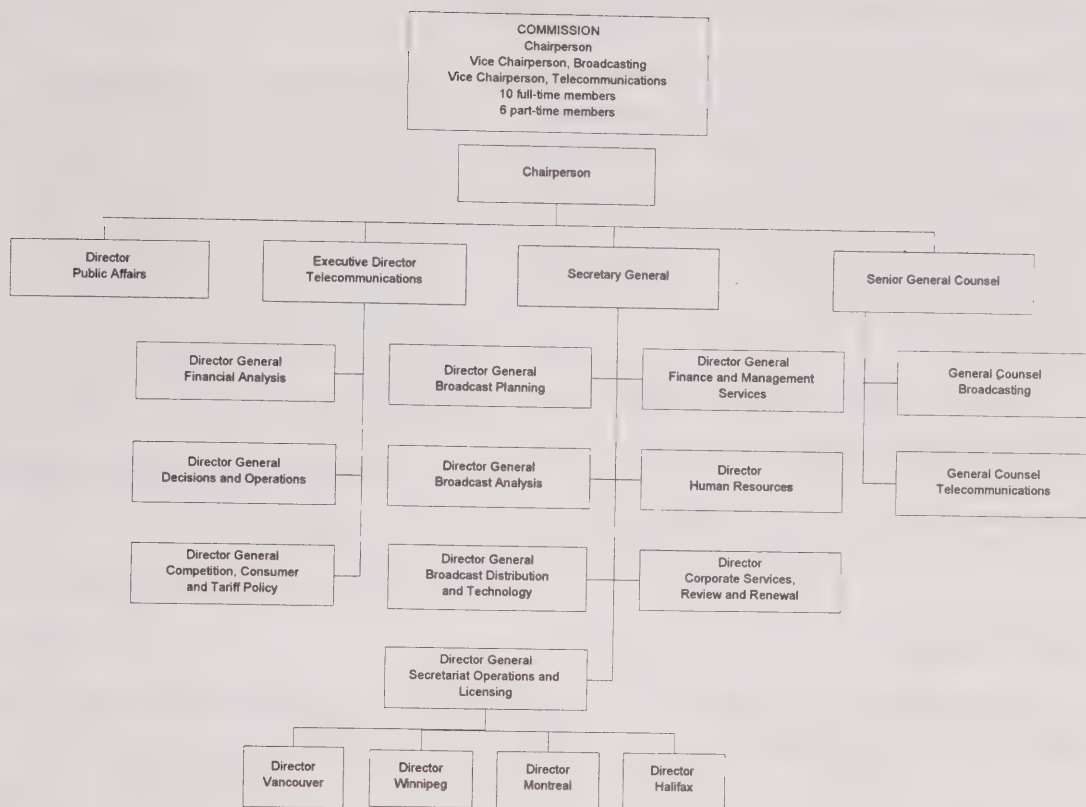 COMMISSION
Chairperson
Vice Chairperson, Broadcasting
Vice Chairperson, Telecommunications
10 full-time members
6 part-time members
Chairperson
Director
Public Affairs
Executive Director
Telecommunications
Secretary General
Senior General Counsel
Director General
Financial Analysis
Director General
Broadcast Planning
Director General
Finance and Management
Services
General Counsel
Broadcasting
Director General
Decisions and Operations
Director General
Broadcast Analysis
Director
Human Resources
General Counsel
Telecommunications
Director General
Competition, Consumer
and Tariff Policy
Director General
Broadcast Distribution
and Technology
Director
Corporate Services,
Review and Renewal
Director General
Secretariat Operations and
Licensing
Director
Vancouver
Director
Winnipeg
Director
Montreal
Director
Halifax